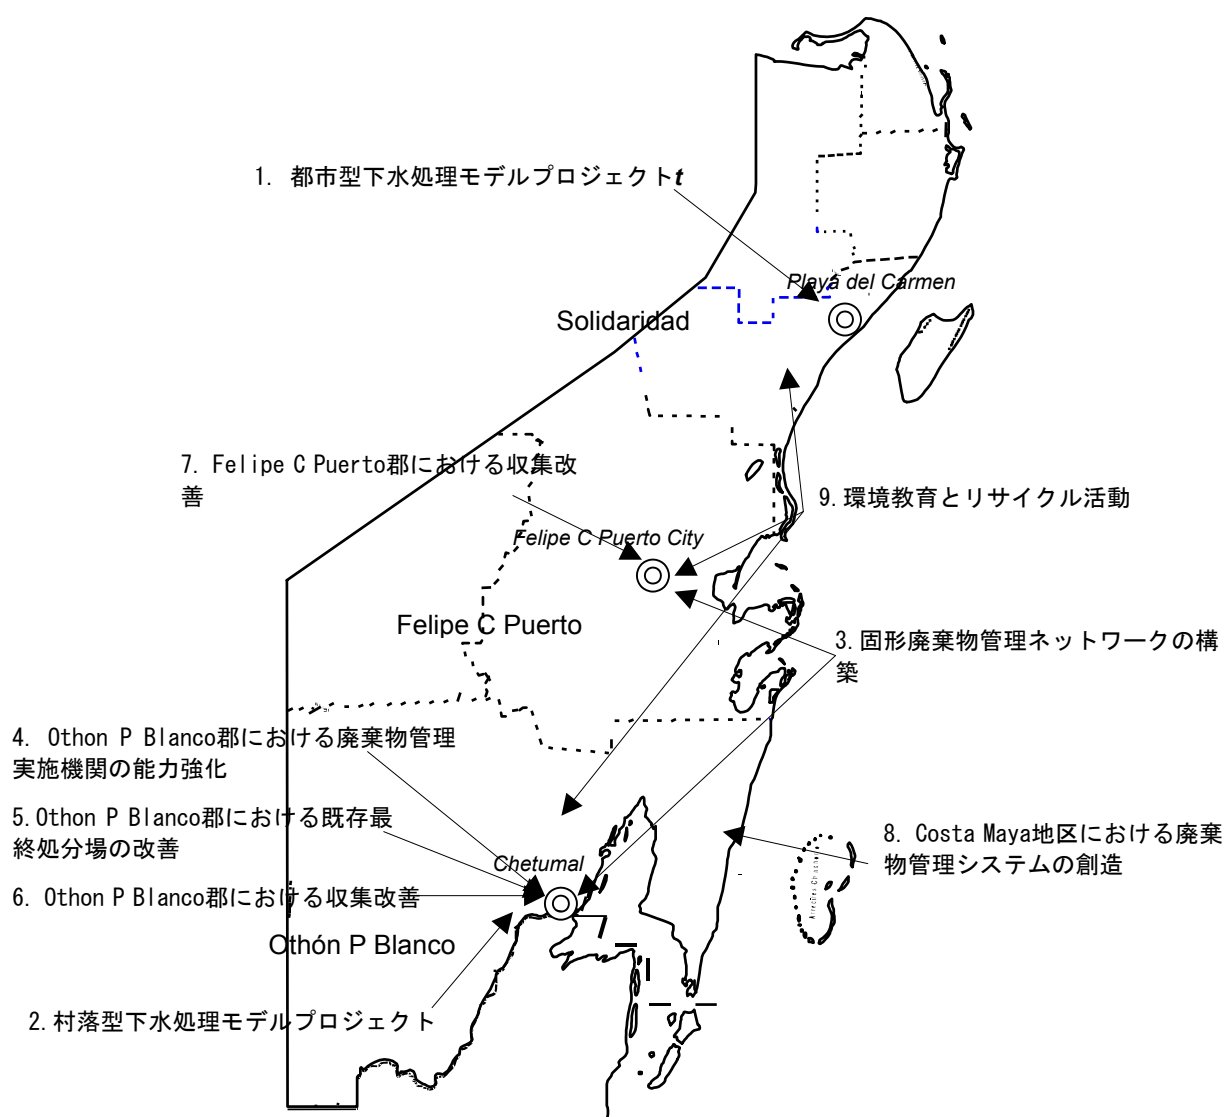 1. 都市型下水処理モデルプロジェクトt
Playa del Carmen
Solidaridad
7. Felipe C Puerto郡における収集改
善
9.環境教育とリサイクル活動
Felipe C Puerto City
Felipe C Puerto
3.固形廃棄物管理ネットワークの構
築
4. Othon P Blanco郡における廃棄物管理
実施機関の能力強化
5.Othon P Blanco郡における既存最
終処分場の改善
8. Costa Maya地区における廃棄
物管理システムの創造
Chetumal
6. Othon P Blanco郡における収集改善
Othón P Blanco
2.村落型下水処理モデルプロジェクト